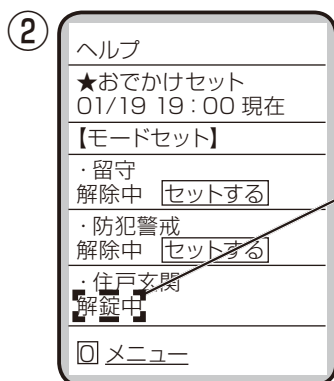 ②
ヘルプ
★おでかけセット
01/19 19:00 現在
【モードセット】
・留守
解除中 セットする
・防犯警戒
解除中 セットする
・住戸玄関
解錠中
0 メニュー